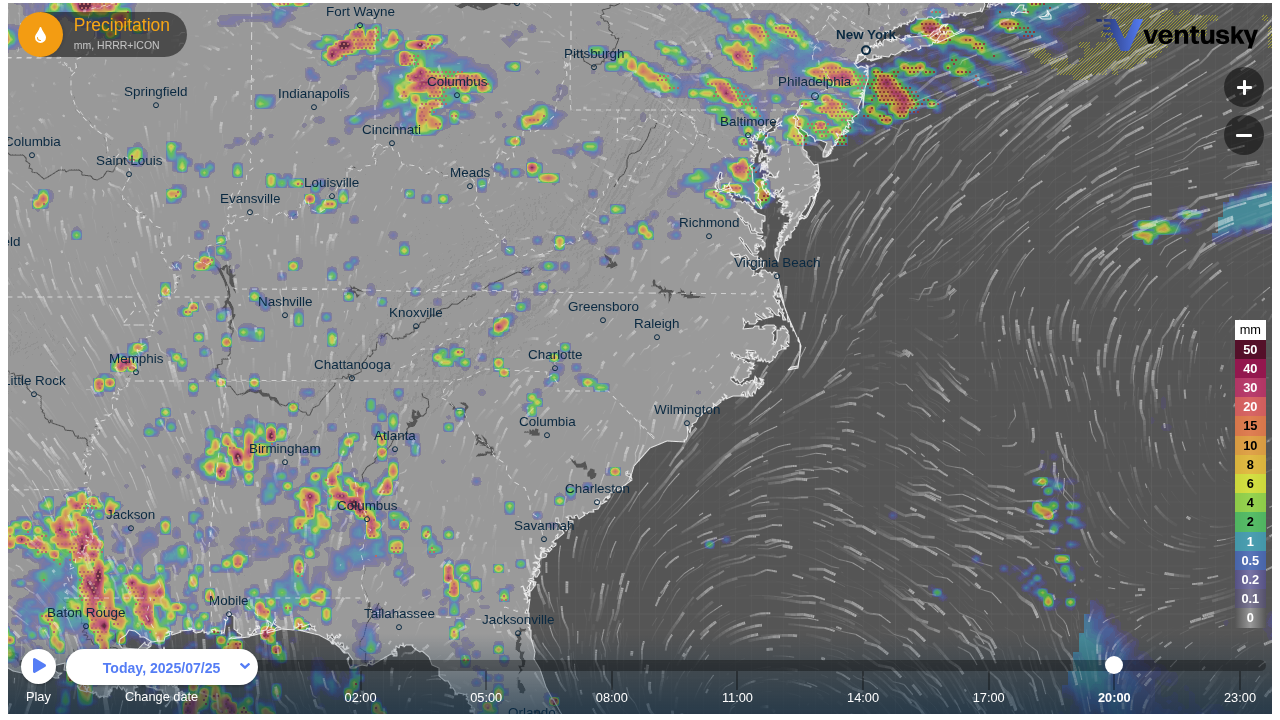 Precipitation
mm, HRRR+ICON
Fort Wayne
New York
ventusky
Pittsburgh
Springfield
Indianapolis
Columbus
Philadelphia
Columbia
Cincinnati
Baltimore
Saint Louis
Meads
Evansville
Louisville
Richmond
eld
Virginia Beach
Nashville
Knoxville
Greensboro
Raleigh
Memphis
Chattanooga
Charlotte
Little Rock
Columbia
Wilmington
Atlanta
Birmingham
Charleston
Columbus
Jackson
Savannah
Baton Rouge
Mobile
Tallahassee
Jacksonville
Orlando
mm
50
40
30
20
15
10
8
6
4
2
1
0.5
0.2
0.1
0
Today, 2025/07/25
Play
Change date
02:00
05:00
08:00
11:00
14:00
17:00
20:00
23:00